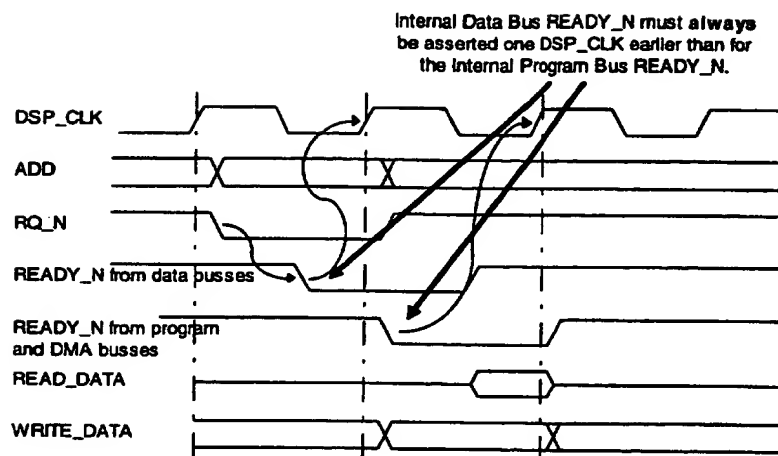 Internal Data Bus READY_N must always
be asserted one DSP_CLK earlier than for
the Internal Program Bus READY_N.
DSP_CLK
ADD
RQ_N
READY_N from data busses
READY_N from program
and DMA busses
READ_DATA
WRITE_DATA